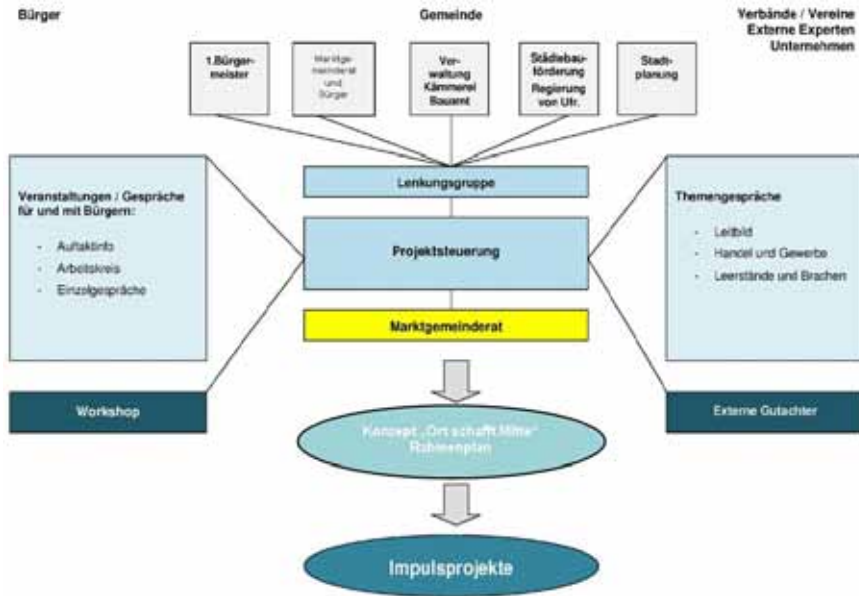 Bürger
Gemeinde
Verbände / Vereine
Externe Experten
Unternehmen
1.Bürger-
meister
Marktge-
meinderat
und
Bürger
Ver-
waltung
Kämmerei
Bauamt
Städtebau-
förderung
Regierung
von Ufr.
Stadt-
planung
Lenkungsgruppe
Veranstaltungen / Gespräche
für und mit Bürgern:
- Auftaktinfo
- Arbeitskreis
- Einzelgespräche
Projektsteuerung
Themengespräche
- Leitbild
- Handel und Gewerbe
- Leerstände und Brachen
Marktgemeinderat
Workshop
Externe Gutachter
Konzept „Ort schafft Mitte“
Rahmenplan
Impulsprojekte